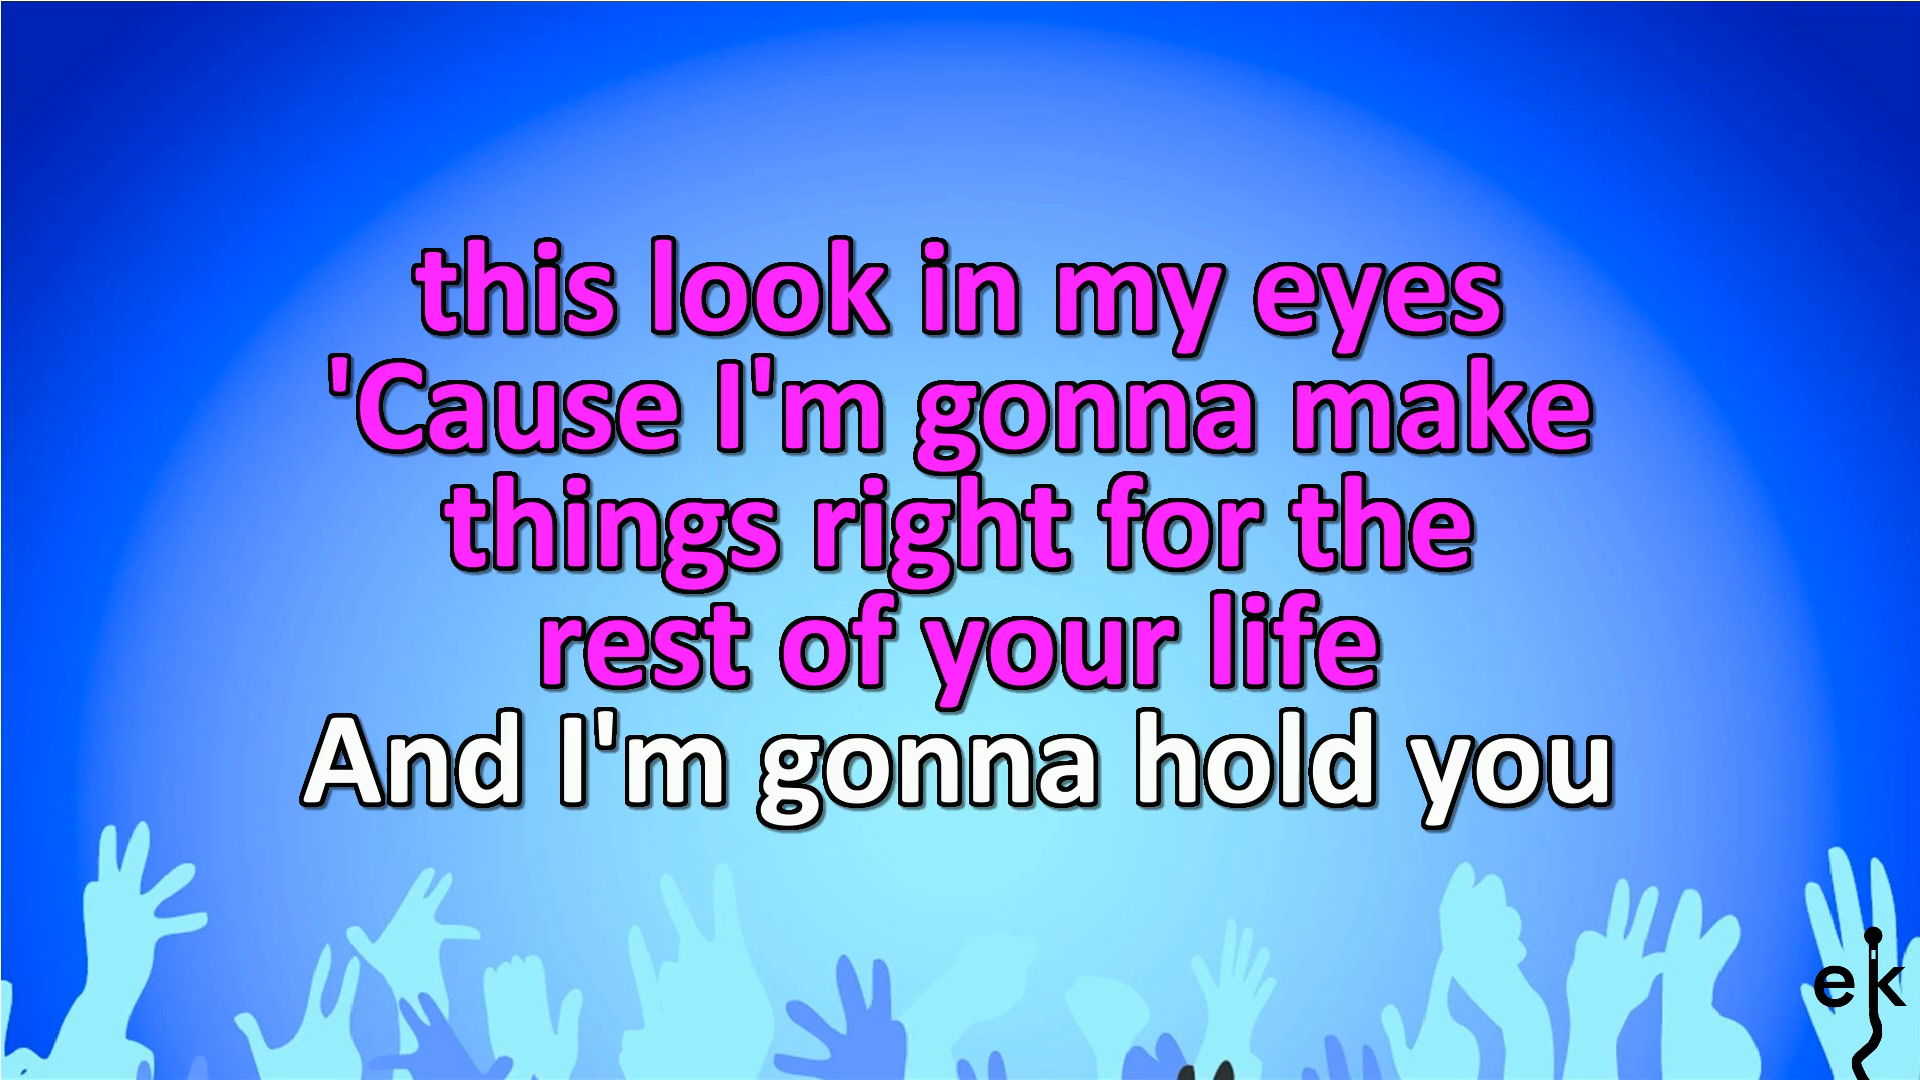 this look in my eyes
'Cause I'm gonna make
things right for the
rest of your life
And I'm gonna hold you
ek